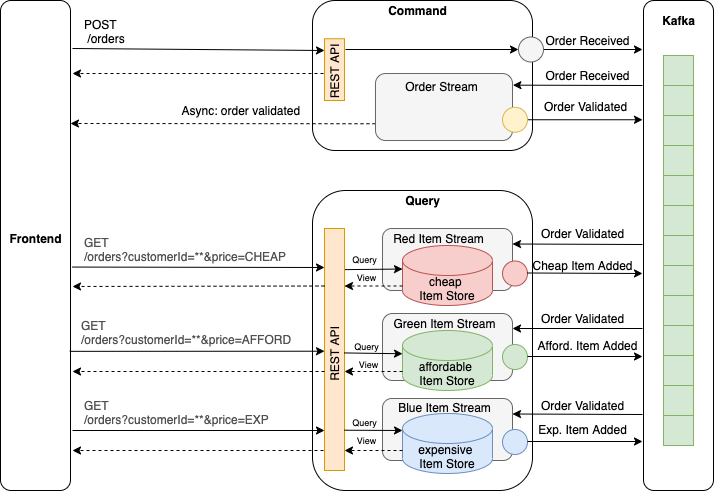 Command
Kafka
POST
/orders
REST API
Order Received
Order Received
Order Stream
Async: order validated
Order Validated
Query
Frontend
GET
/orders?customerId=**&price=CHEAP
REST API
Red Item Stream
Order Validated
Query
View
cheap
Item Store
Cheap Item Added
GET
/orders?customerId=**&price=AFFORD
Green Item Stream
Order Validated
Query
View
affordable
Item Store
Afford. Item Added
GET
/orders?customerId=**&price=EXP
Blue Item Stream
Order Validated
Query
View
expensive
Item Store
Exp. Item Added